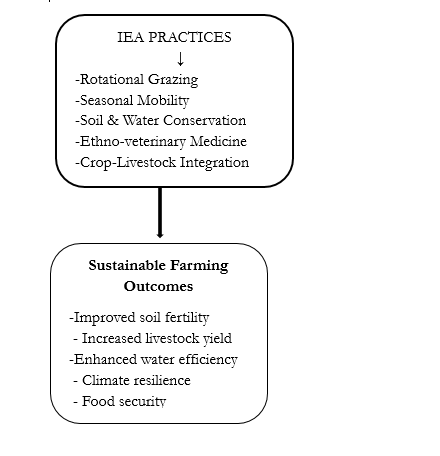 IEA PRACTICES
↓
-Rotational Grazing
-Seasonal Mobility
-Soil & Water Conservation
-Ethno-veterinary Medicine
-Crop-Livestock Integration
Sustainable Farming
Outcomes
-Improved soil fertility
- Increased livestock yield
-Enhanced water efficiency
- Climate resilience
- Food security